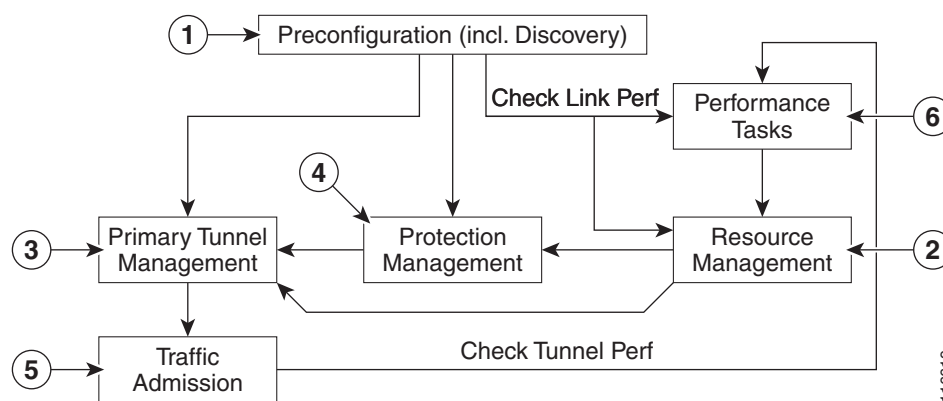 1
Preconfiguration (incl. Discovery)
Check Link Perf
Performance
Tasks
6
4
3
Primary Tunnel
Management
Protection
Management
Resource
Management
2
5
Traffic
Admission
Check Tunnel Perf